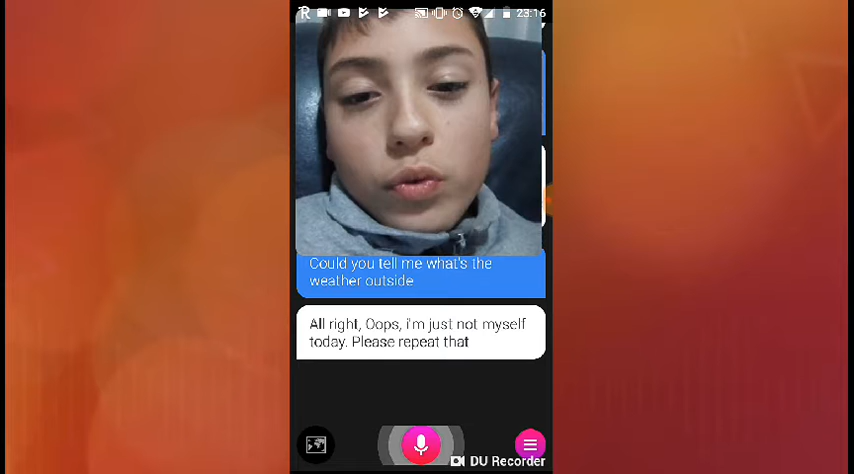 23:16
Could you tell me what's the
weather outside
All right, Oops, i'm just not myself
today. Please repeat that
DU Recorder